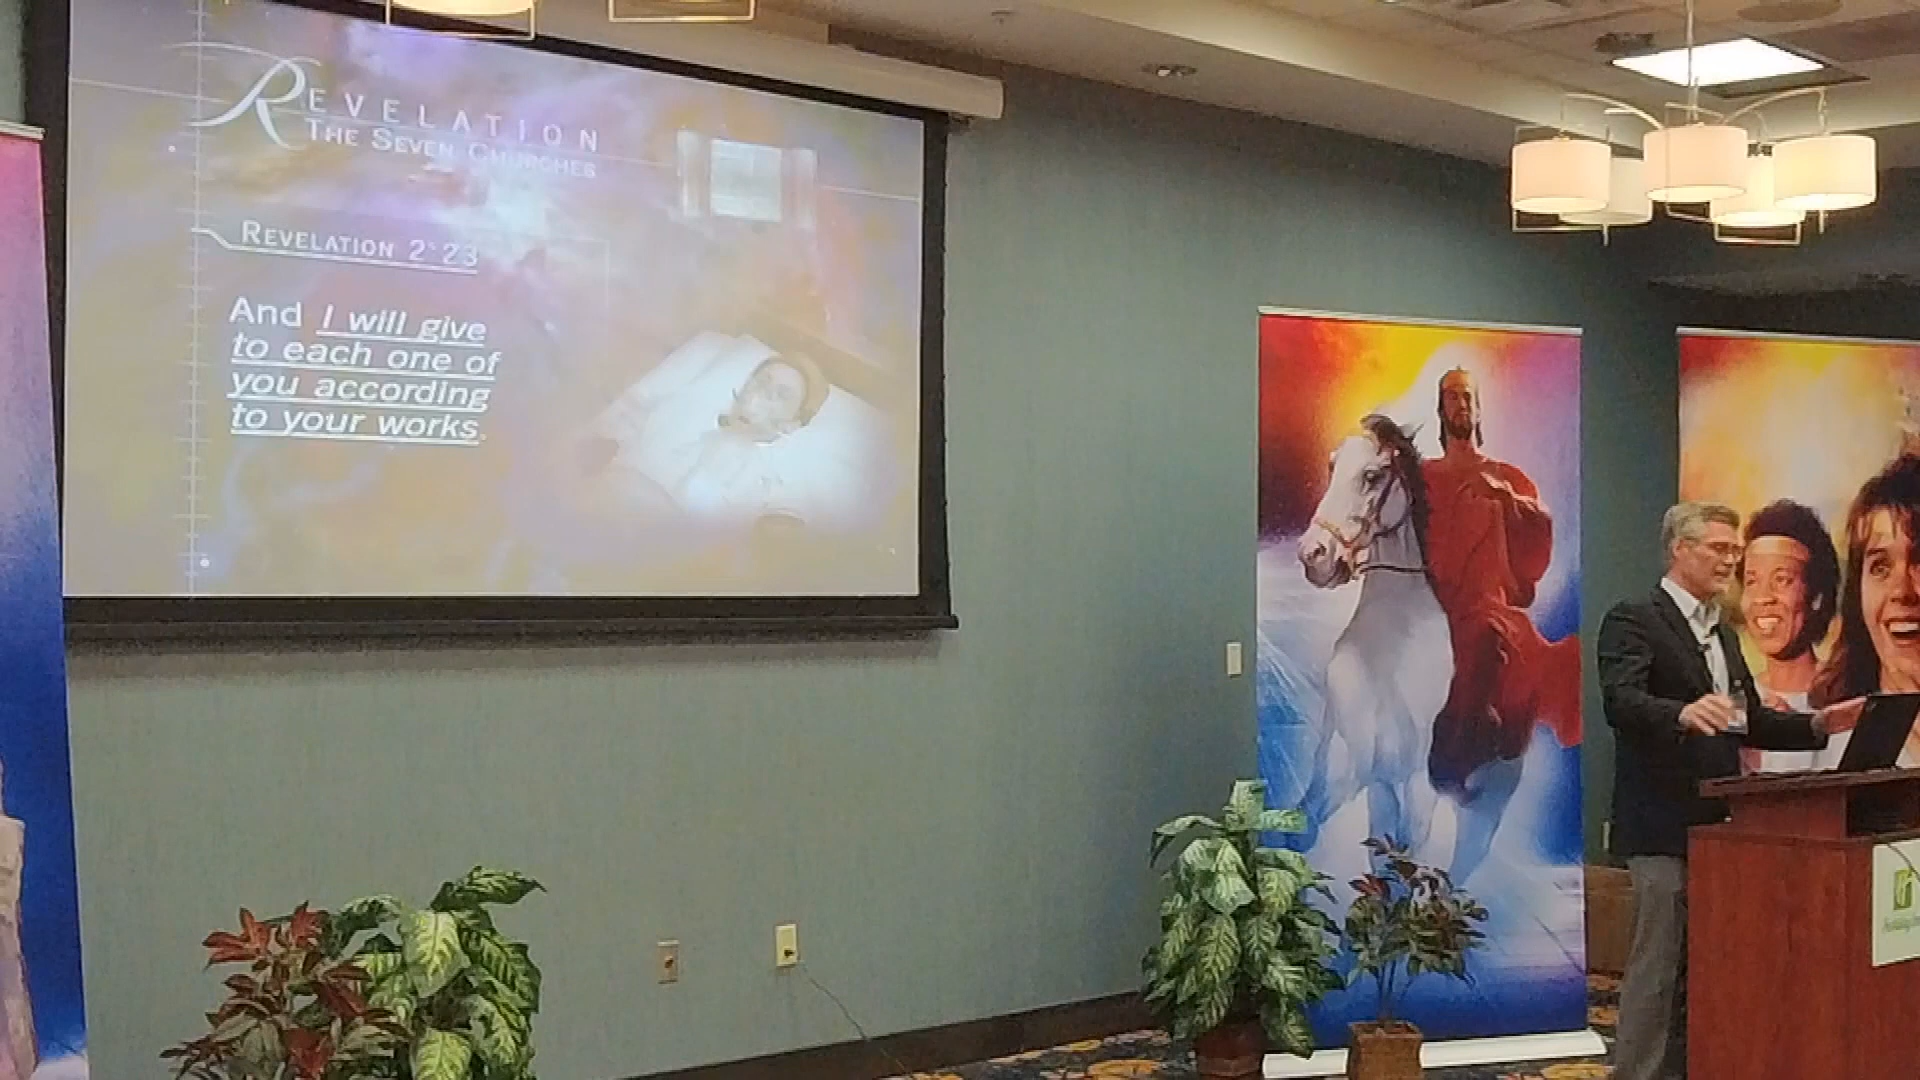 REVELATION
THE SEVEN CHURCHES
REVELATION 2:23
And I will give
to each one of
you according
to your works.